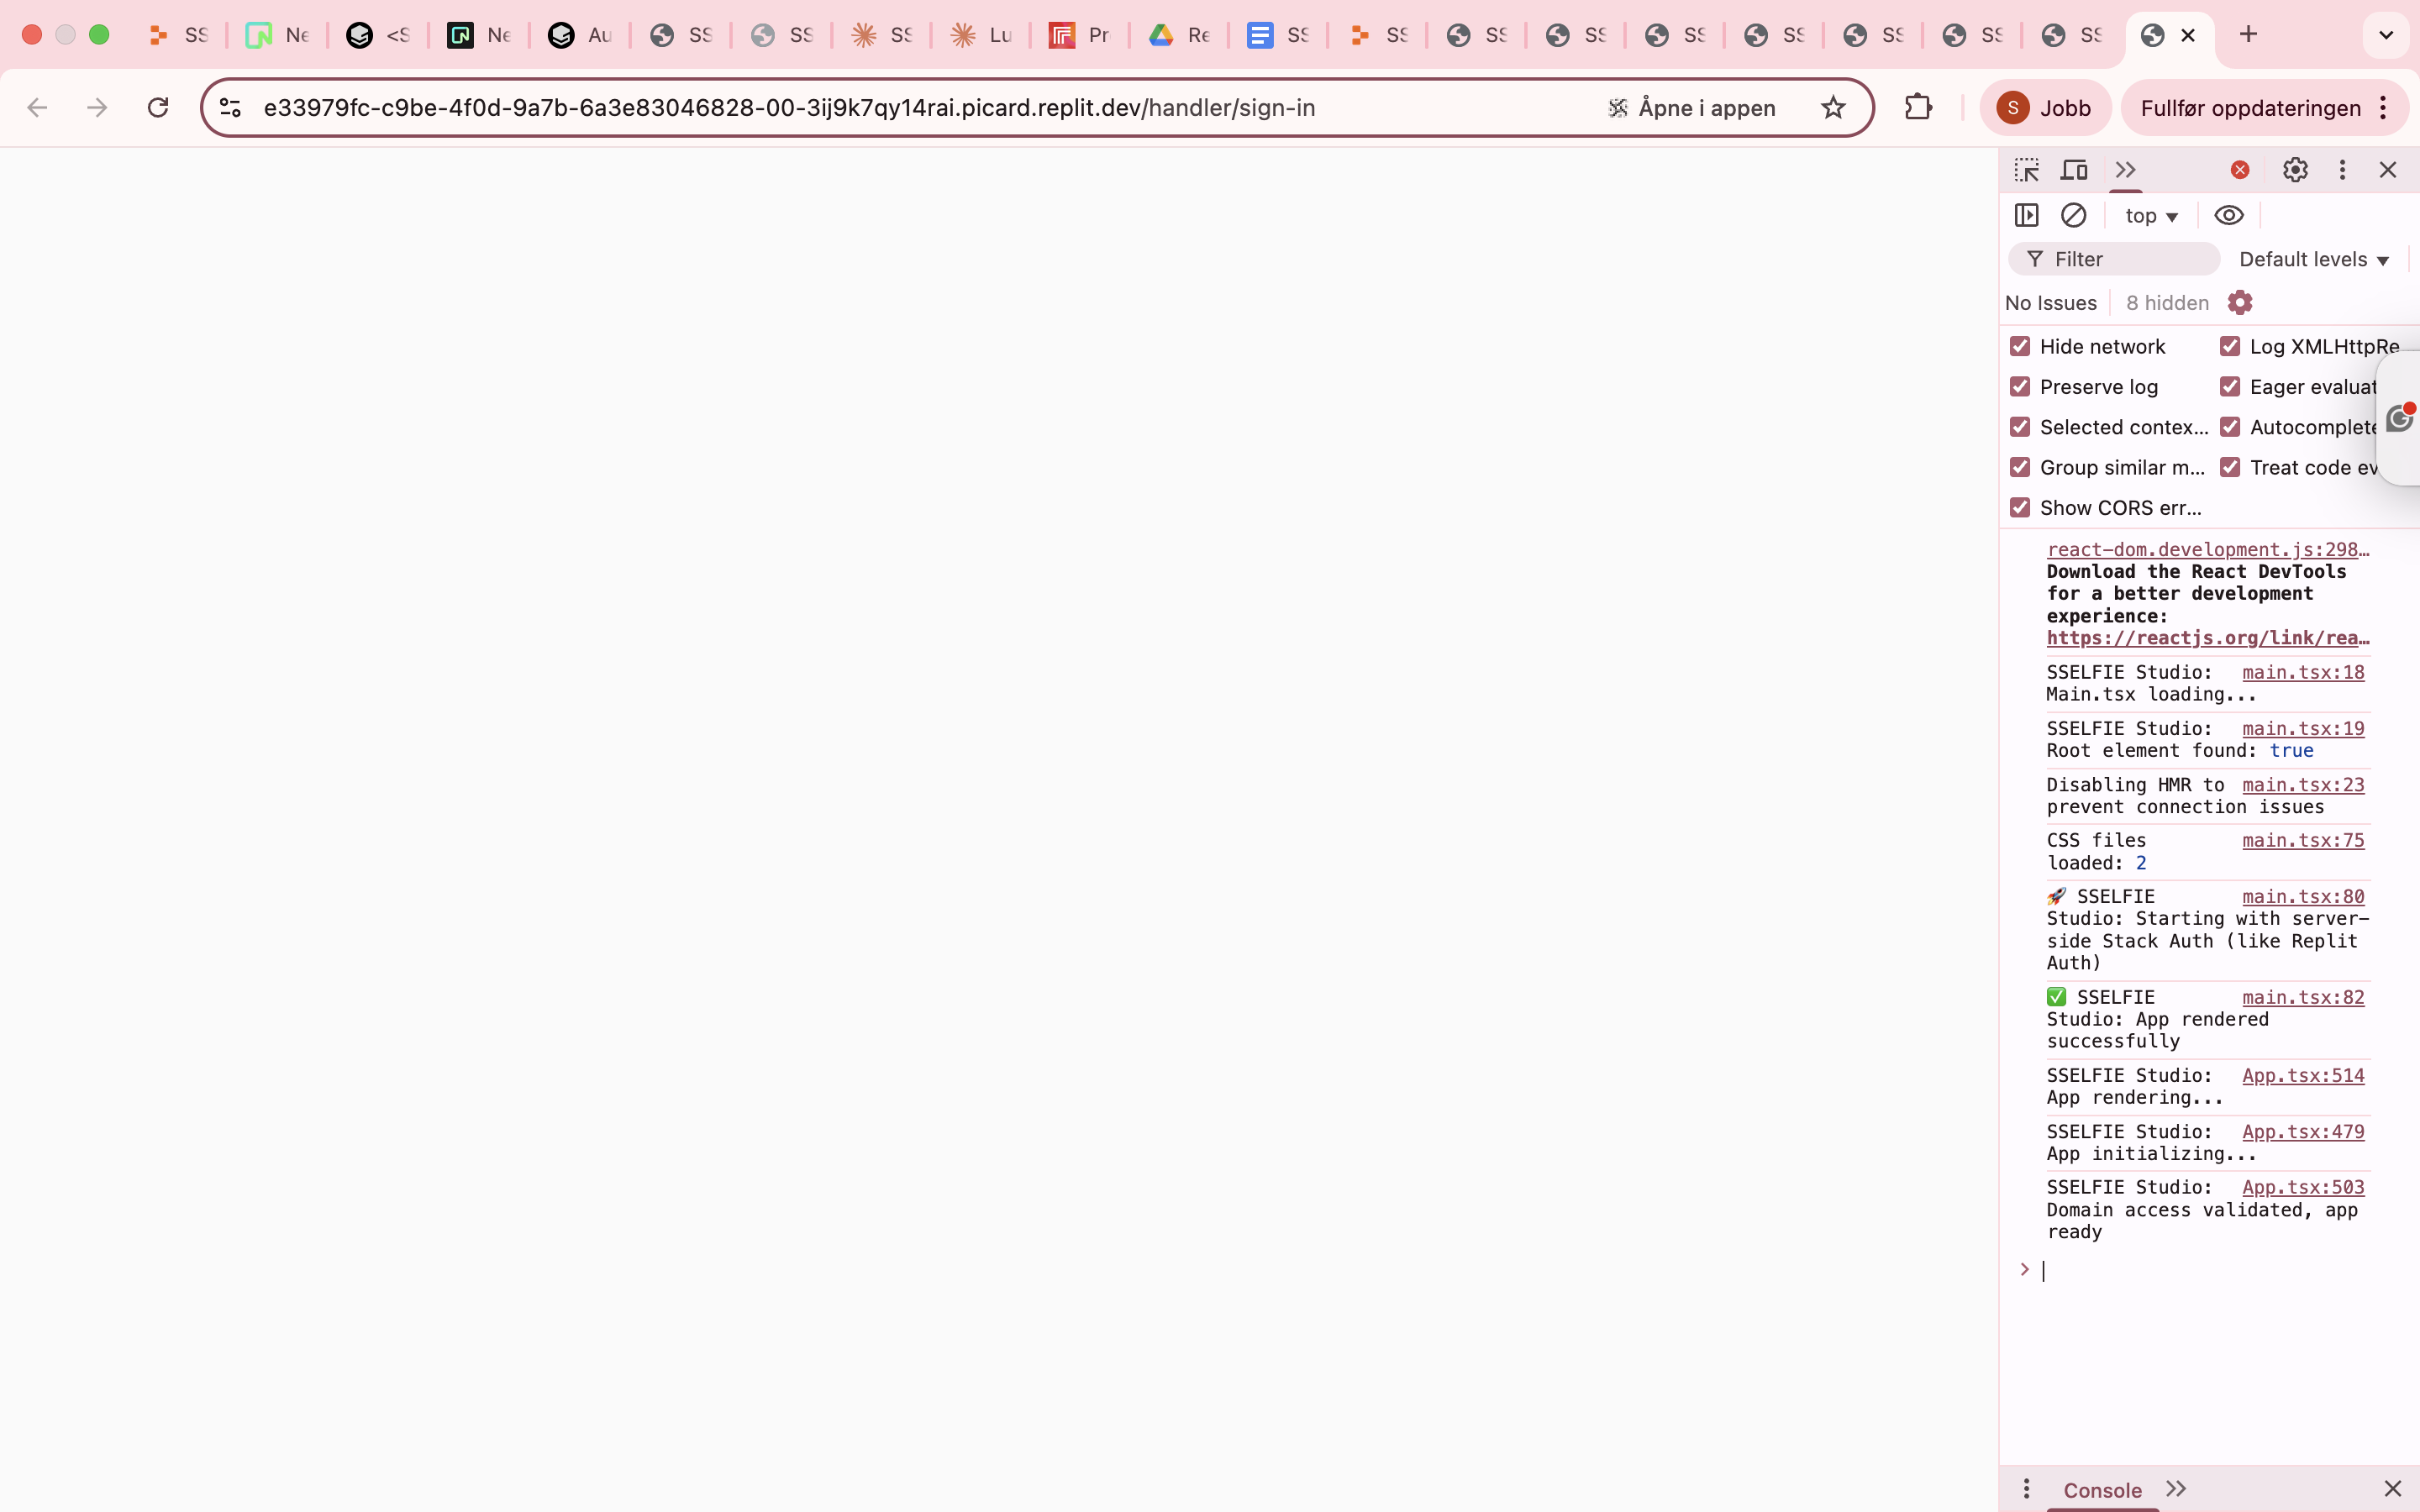 SS
Ne
<S
Ne
Au
SS
SS
SS
Lu
Pr
Re
SS
SS
SS
SS
SS
SS
SS
SS
SS
e33979fc-c9be-4f0d-9a7b-6a3e83046828-00-3ij9k7qy14rai.picard.replit.dev/handler/sign-in
Åpne i appen
S
Jobb
Fullfør oppdateringen
top
Filter
Default levels
No Issues
8 hidden
Hide network
Log XMLHttpRe
Preserve log
Eager evaluat
Selected contex...
Autocomplete
Group similar m...
Treat code ev
Show CORS err...
react-dom.development.js:298…
Download the React DevTools
for a better development
experience:
https://reactjs.org/link/rea…
SSELFIE Studio: main.tsx:18
Main.tsx loading...
SSELFIE Studio: main.tsx:19
Root element found: true
Disabling HMR to main.tsx:23
prevent connection issues
CSS files main.tsx:75
loaded: 2
🚀 SSELFIE main.tsx:80
Studio: Starting with server-
side Stack Auth (like Replit
Auth)
✅ SSELFIE main.tsx:82
Studio: App rendered
successfully
SSELFIE Studio: App.tsx:514
App rendering...
SSELFIE Studio: App.tsx:479
App initializing...
SSELFIE Studio: App.tsx:503
Domain access validated, app
ready
Console